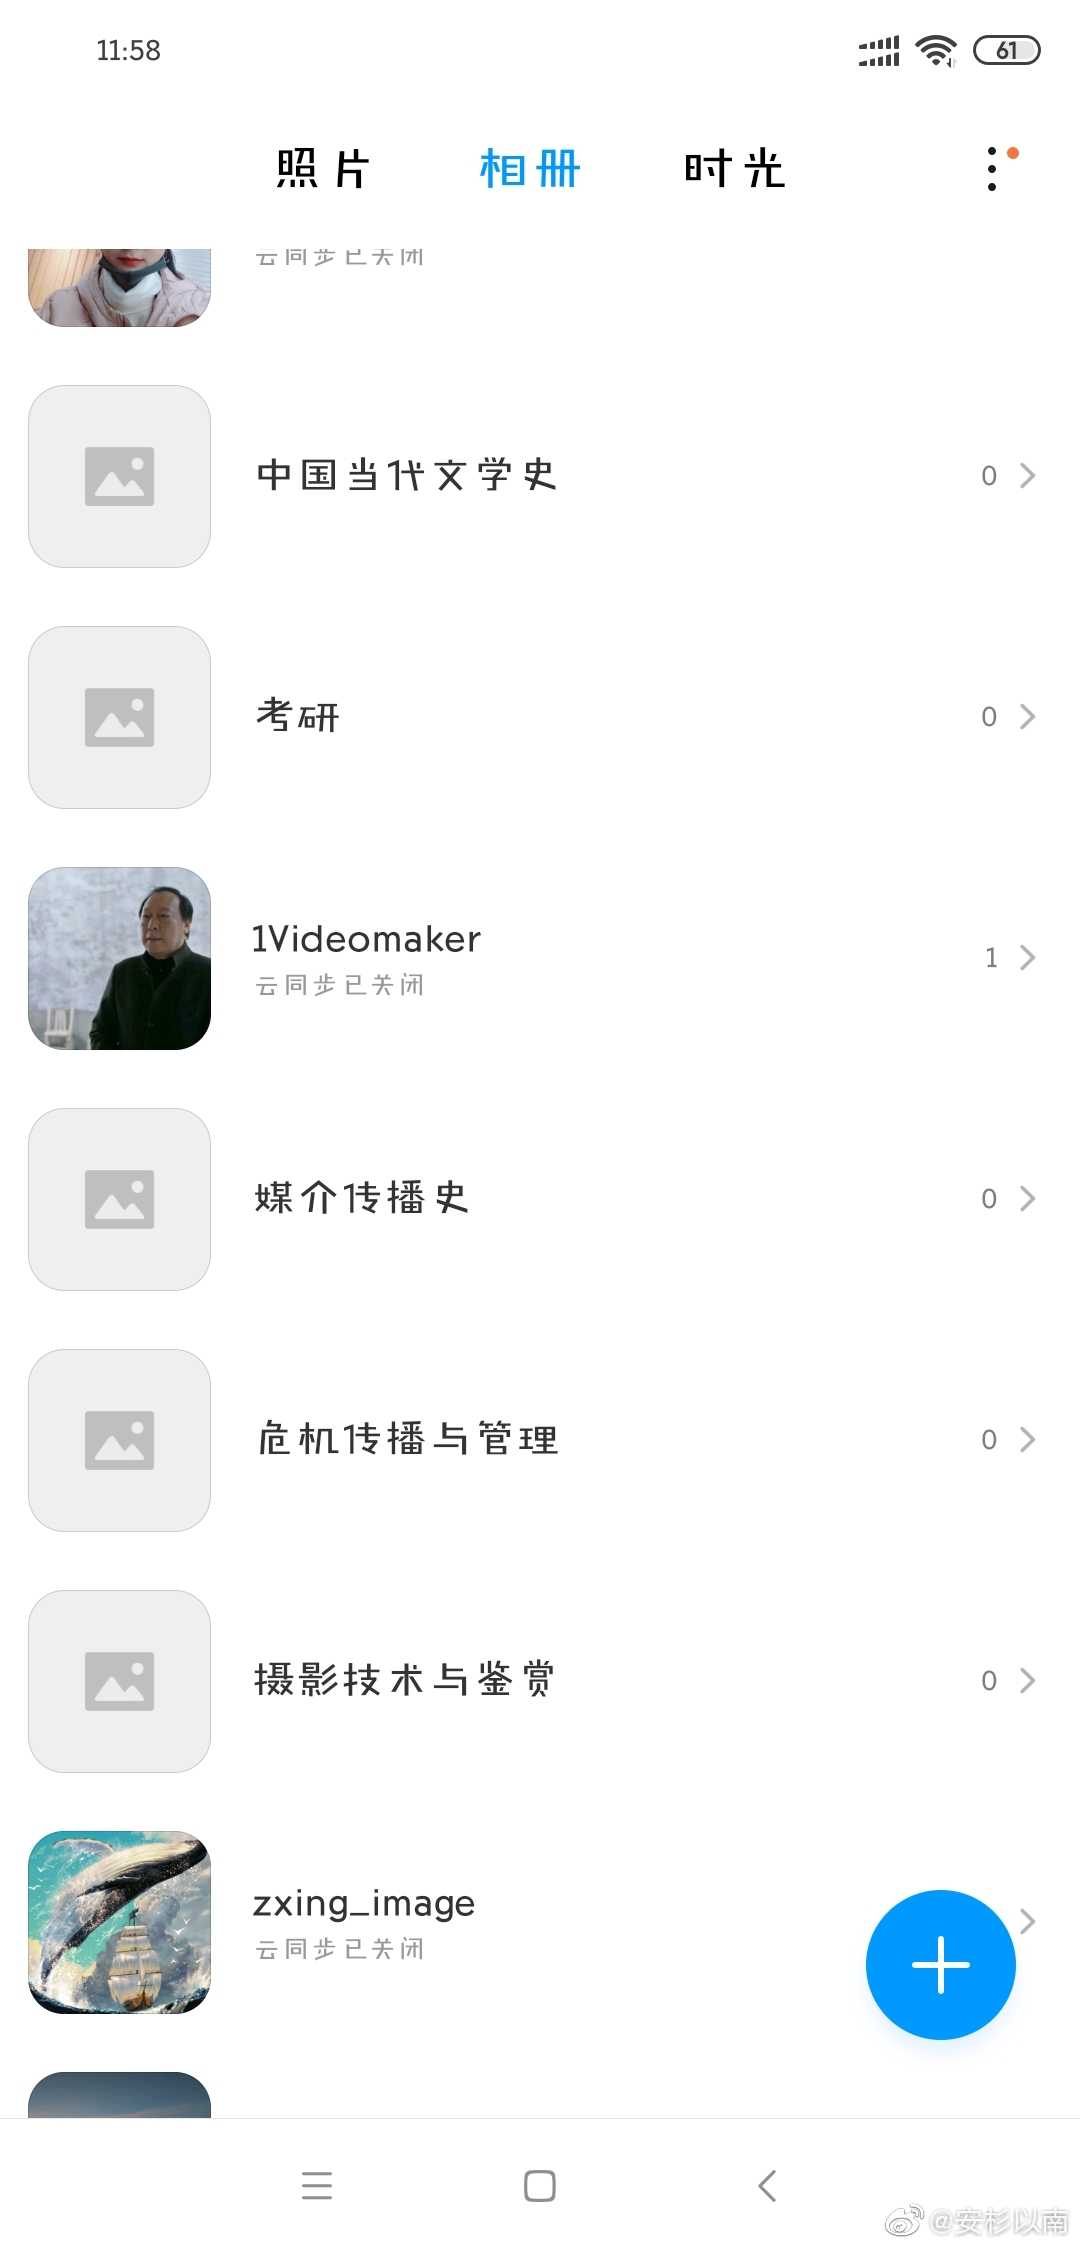 11:58
61
照片 相册 时光
云同步已关闭
中国当代文学史 0
考研 0
1Videomaker
云同步已关闭 1
媒介传播史 0
危机传播与管理 0
摄影技术与鉴赏 0
zxing_image
云同步已关闭
@安杉以南